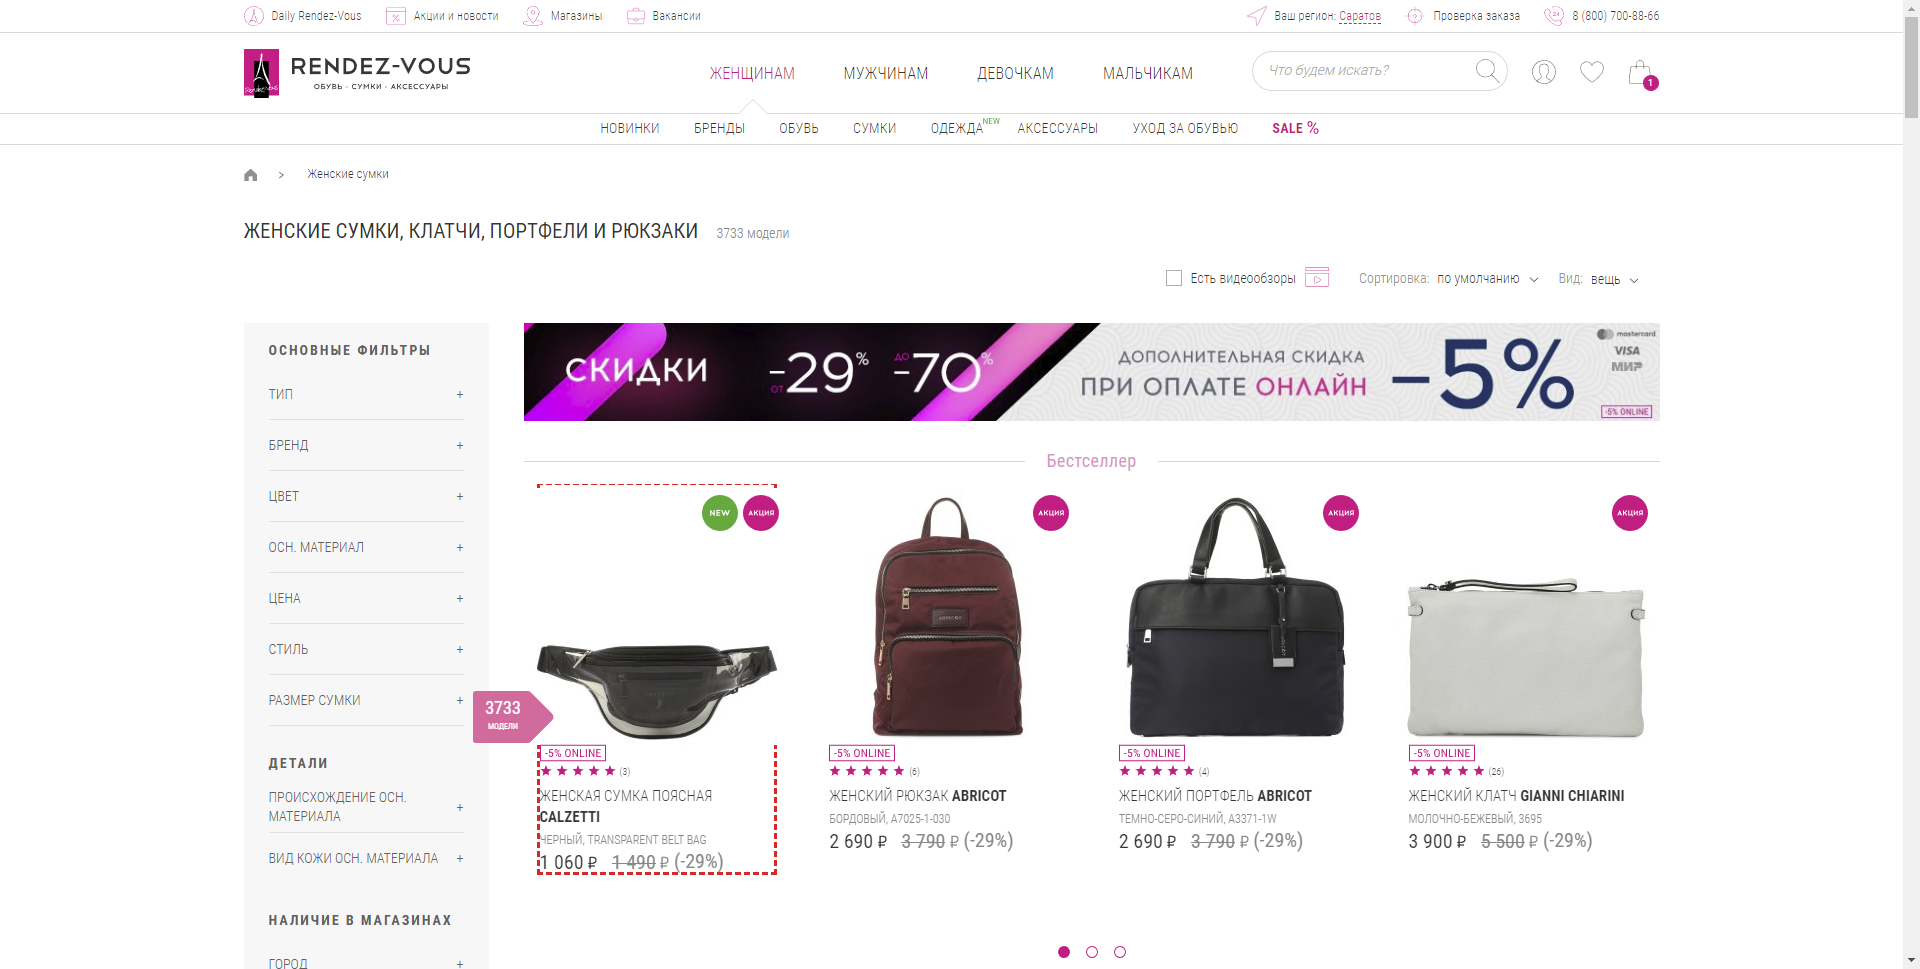 Daily Rendez-Vous
Акции и новости
Магазины
Вакансии
Ваш регион: Саратов
Проверка заказа
8 (800) 700-88-66
RENDEZ-VOUS
ОБУВЬ · СУМКИ · АКСЕССУАРЫ
ЖЕНЩИНАМ
МУЖЧИНАМ
ДЕВОЧКАМ
МАЛЬЧИКАМ
Что будем искать?
1
НОВИНКИ
БРЕНДЫ
ОБУВЬ
СУМКИ
ОДЕЖДА NEW
АКСЕССУАРЫ
УХОД ЗА ОБУВЬЮ
SALE %
> Женские сумки
ЖЕНСКИЕ СУМКИ, КЛАТЧИ, ПОРТФЕЛИ И РЮКЗАКИ 3733 модели
Есть видеообзоры
Сортировка: по умолчанию
Вид: вещь
ОСНОВНЫЕ ФИЛЬТРЫ
ТИП +
БРЕНД +
ЦВЕТ +
ОСН. МАТЕРИАЛ +
ЦЕНА +
СТИЛЬ +
РАЗМЕР СУМКИ +
3733
МОДЕЛИ
ДЕТАЛИ
ПРОИСХОЖДЕНИЕ ОСН.
МАТЕРИАЛА +
ВИД КОЖИ ОСН. МАТЕРИАЛА +
НАЛИЧИЕ В МАГАЗИНАХ
ГОРОД +
СКИДКИ
ОТ -29% ДО -70%
ДОПОЛНИТЕЛЬНАЯ СКИДКА
ПРИ ОПЛАТЕ ОНЛАЙН
-5%
mastercard
VISA
МИР
-5% ONLINE
Бестселлер
NEW
АКЦИЯ
-5% ONLINE
(3)
ЖЕНСКАЯ СУМКА ПОЯСНАЯ
CALZETTI
ЧЕРНЫЙ, TRANSPARENT BELT BAG
1 060 ₽ 1 490 ₽ (-29%)
АКЦИЯ
-5% ONLINE
(6)
ЖЕНСКИЙ РЮКЗАК ABRICOT
БОРДОВЫЙ, A7025-1-030
2 690 ₽ 3 790 ₽ (-29%)
АКЦИЯ
-5% ONLINE
(4)
ЖЕНСКИЙ ПОРТФЕЛЬ ABRICOT
ТЕМНО-СЕРО-СИНИЙ, A3371-1W
2 690 ₽ 3 790 ₽ (-29%)
АКЦИЯ
-5% ONLINE
(26)
ЖЕНСКИЙ КЛАТЧ GIANNI CHIARINI
МОЛОЧНО-БЕЖЕВЫЙ, 3695
3 900 ₽ 5 500 ₽ (-29%)